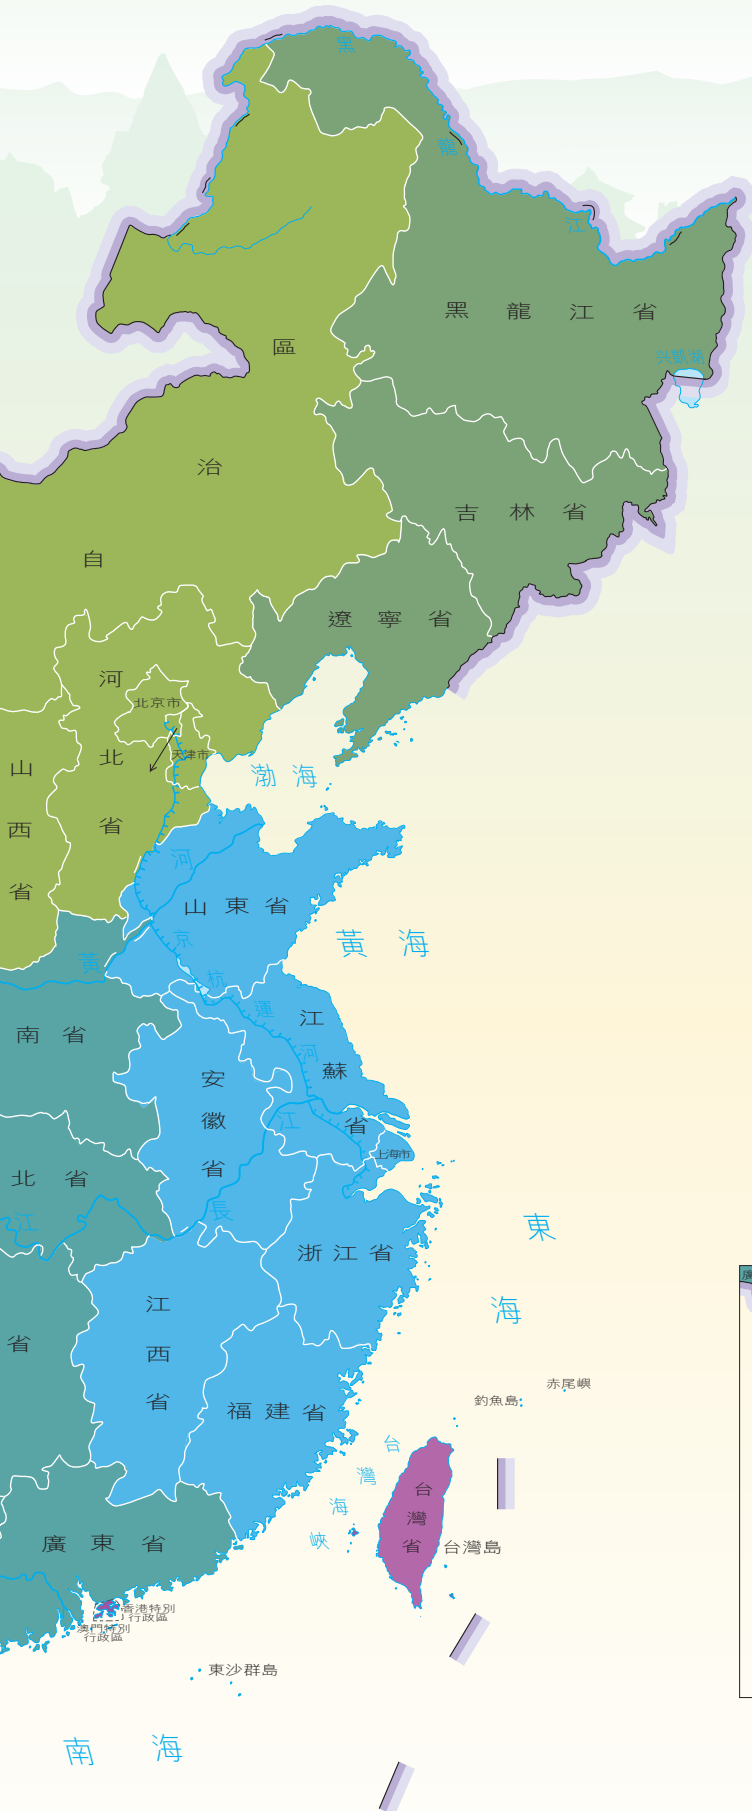 黑
龍
江
黑龍江省
興凱湖
區
治
自
吉林省
遼寧省
河
北
省
北京市
天津市
山
西
省
渤海
河
山東省
黃海
黃
京
杭
運
河
南省
江
蘇
省
安
徽
省
江
上海市
北省
江
長
浙江省
東
海
江
西
省
省
福建省
釣魚島
赤尾嶼
台
灣
海
峽
台
灣
省
台灣島
廣東省
香港特別
行政區
澳門特別
行政區
東沙群島
南海